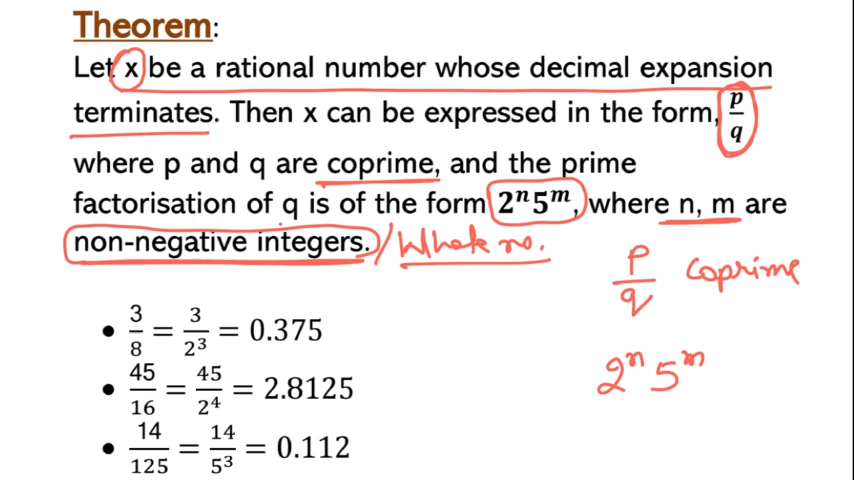 Theorem:
Let x be a rational number whose decimal expansion
terminates. Then x can be expressed in the form, p/q
where p and q are coprime, and the prime
factorisation of q is of the form 2ⁿ5ᵐ, where n, m are
non-negative integers. / Whole no.
p/q coprime
• 3/8 = 3/2³ = 0.375
2ⁿ 5ᵐ
• 45/16 = 45/2⁴ = 2.8125
• 14/125 = 14/5³ = 0.112